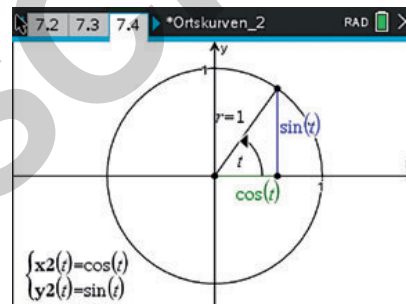 7.2 7.3 7.4 *Ortskurven_2 RAD
y
1
r=1
sin(t)
t
cos(t)
1
x2(t)=cos(t)
y2(t)=sin(t)